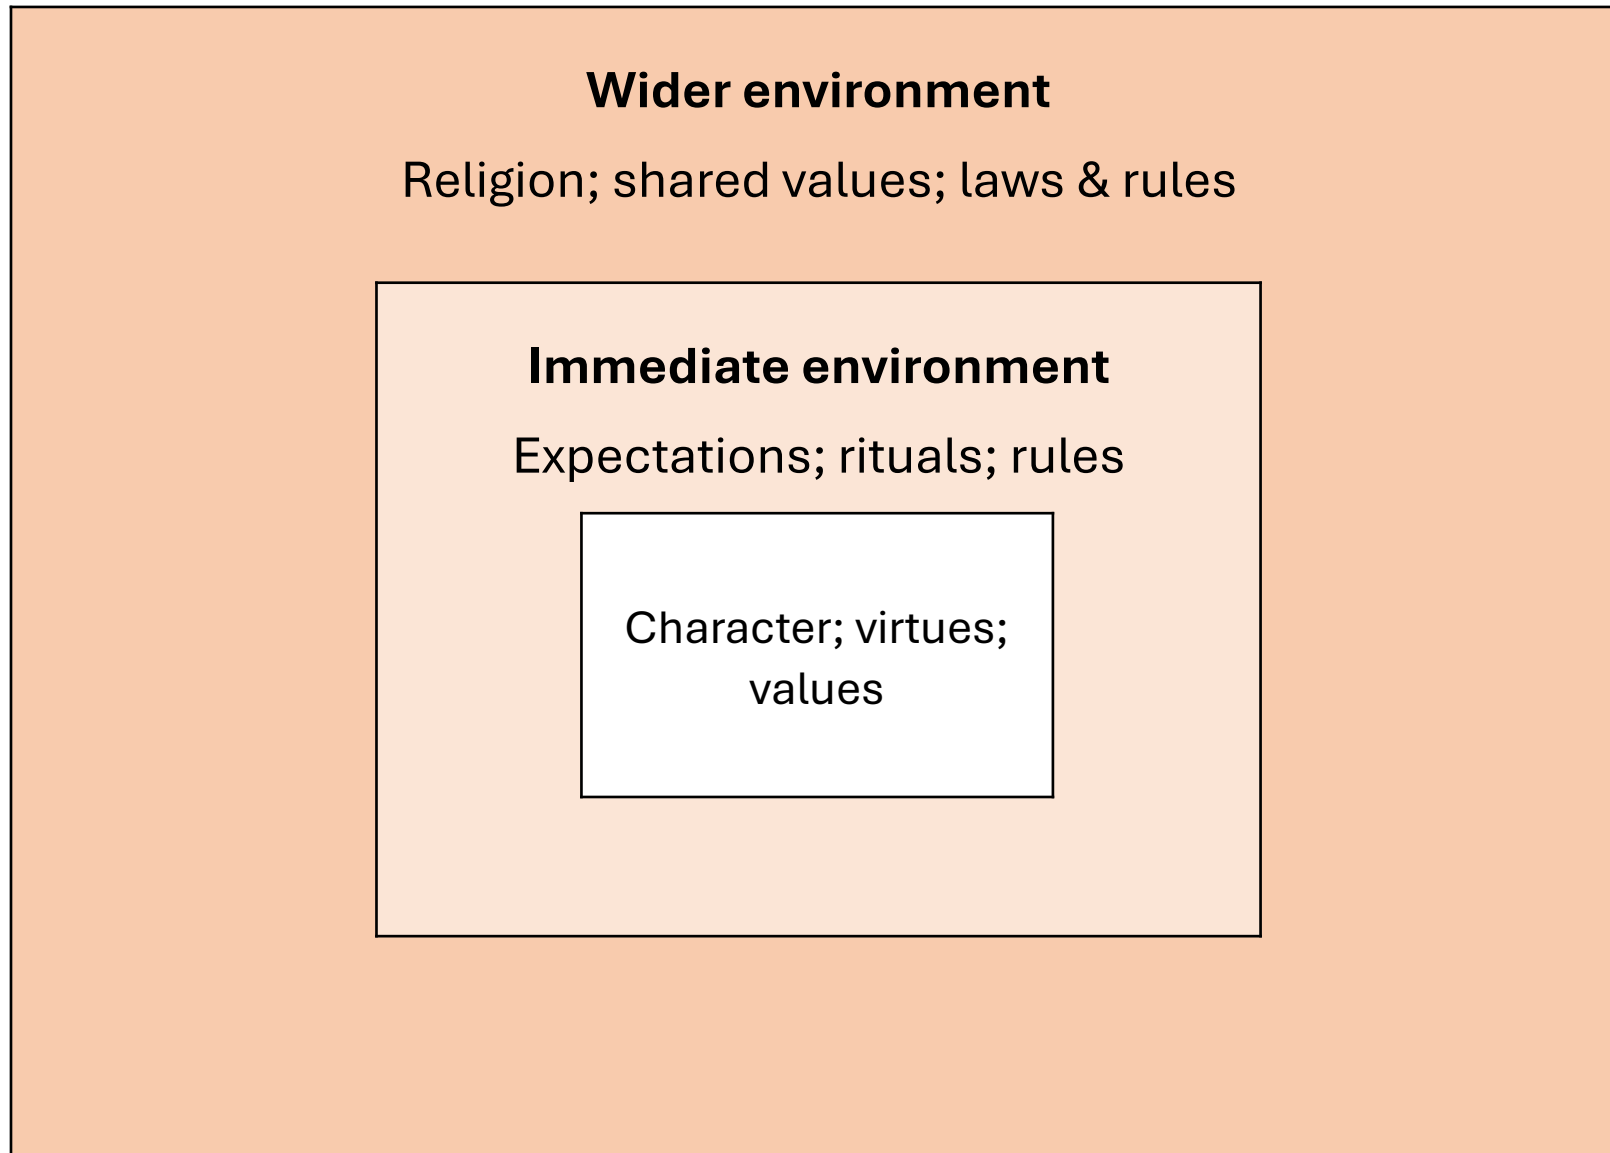 Wider environment
Religion; shared values; laws & rules
Immediate environment
Expectations; rituals; rules
Character; virtues;
values